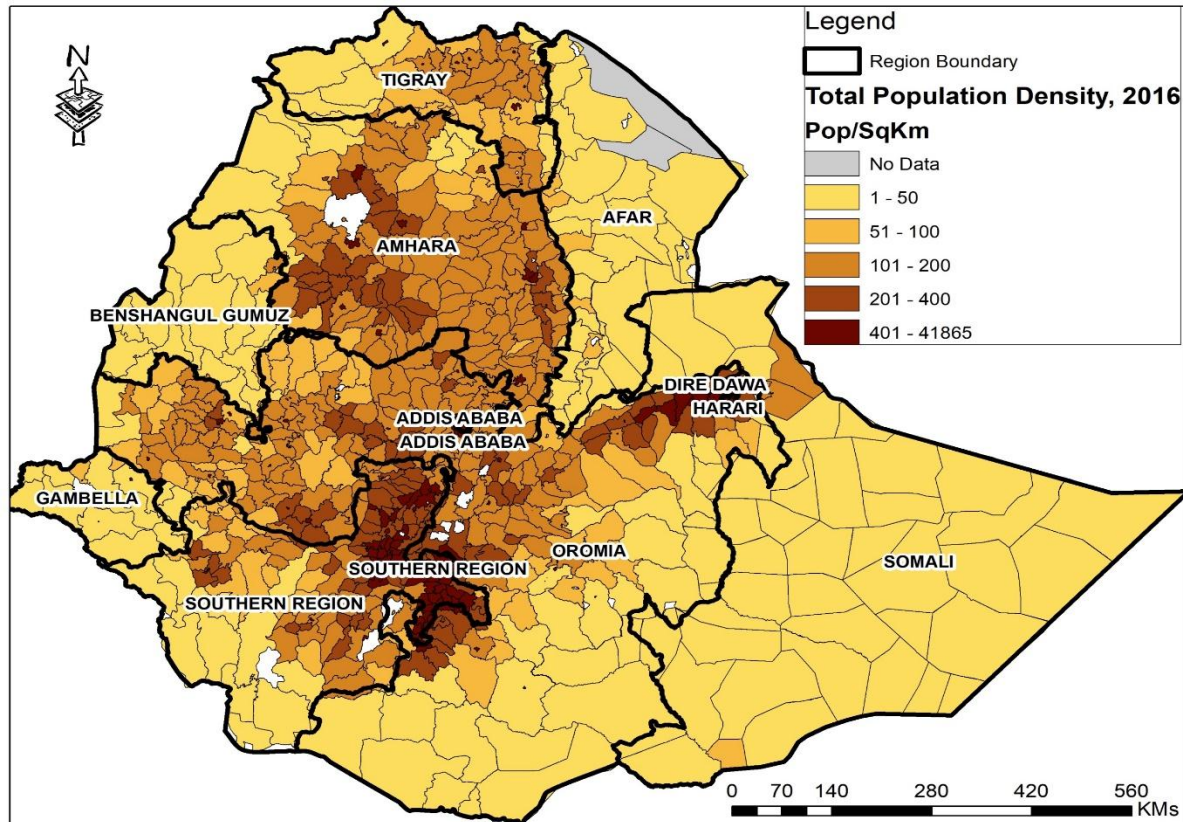 Legend
Region Boundary
Total Population Density, 2016
Pop/SqKm
No Data
1 - 50
51 - 100
101 - 200
201 - 400
401 - 41865
N
TIGRAY
AFAR
AMHARA
BENSHANGUL GUMUZ
DIRE DAWA
HARARI
ADDIS ABABA
ADDIS ABABA
GAMBELLA
OROMIA
SOMALI
SOUTHERN REGION
SOUTHERN REGION
0 70 140 280 420 560
KMs